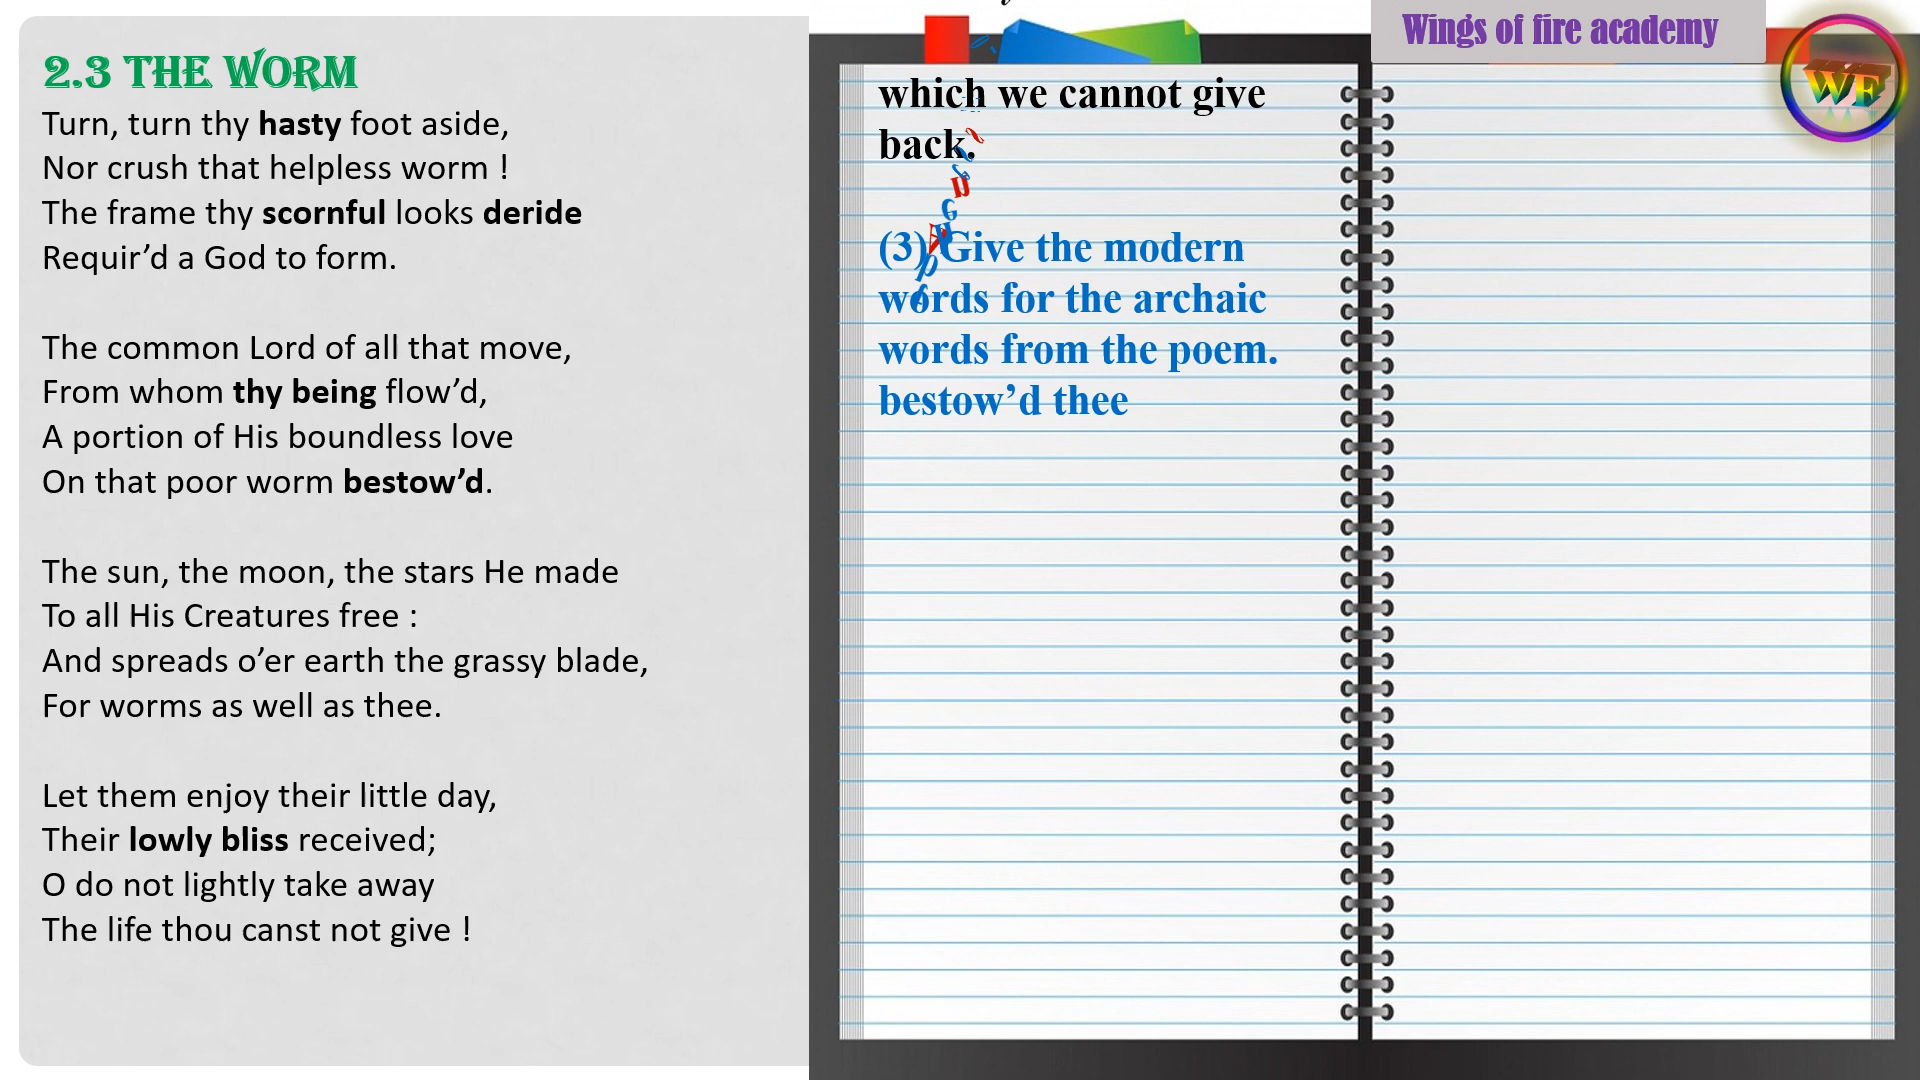 2.3 THE WORM
Turn, turn thy hasty foot aside,
Nor crush that helpless worm !
The frame thy scornful looks deride
Requir’d a God to form.
The common Lord of all that move,
From whom thy being flow’d,
A portion of His boundless love
On that poor worm bestow’d.
The sun, the moon, the stars He made
To all His Creatures free :
And spreads o’er earth the grassy blade,
For worms as well as thee.
Let them enjoy their little day,
Their lowly bliss received;
O do not lightly take away
The life thou canst not give !
which we cannot give
back.
(3) Give the modern
words for the archaic
words from the poem.
bestow’d thee
Wings of fire academy
WF